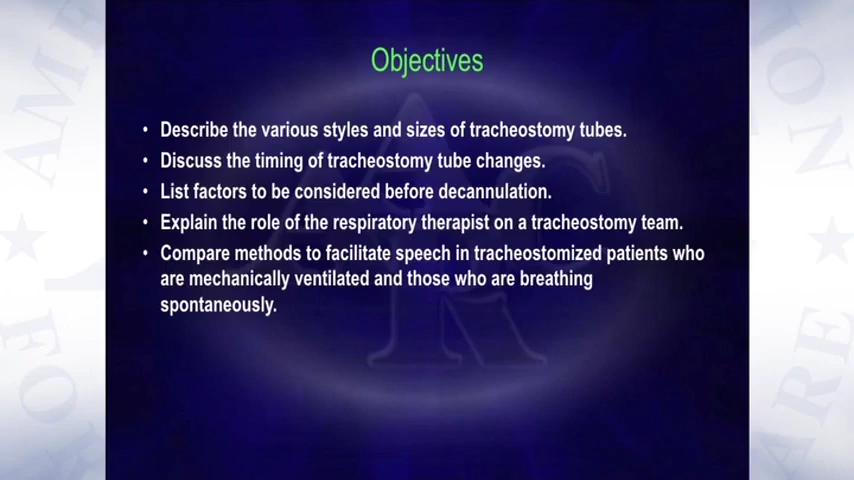 Objectives
• Describe the various styles and sizes of tracheostomy tubes.
• Discuss the timing of tracheostomy tube changes.
• List factors to be considered before decannulation.
• Explain the role of the respiratory therapist on a tracheostomy team.
• Compare methods to facilitate speech in tracheostomized patients who
are mechanically ventilated and those who are breathing
spontaneously.